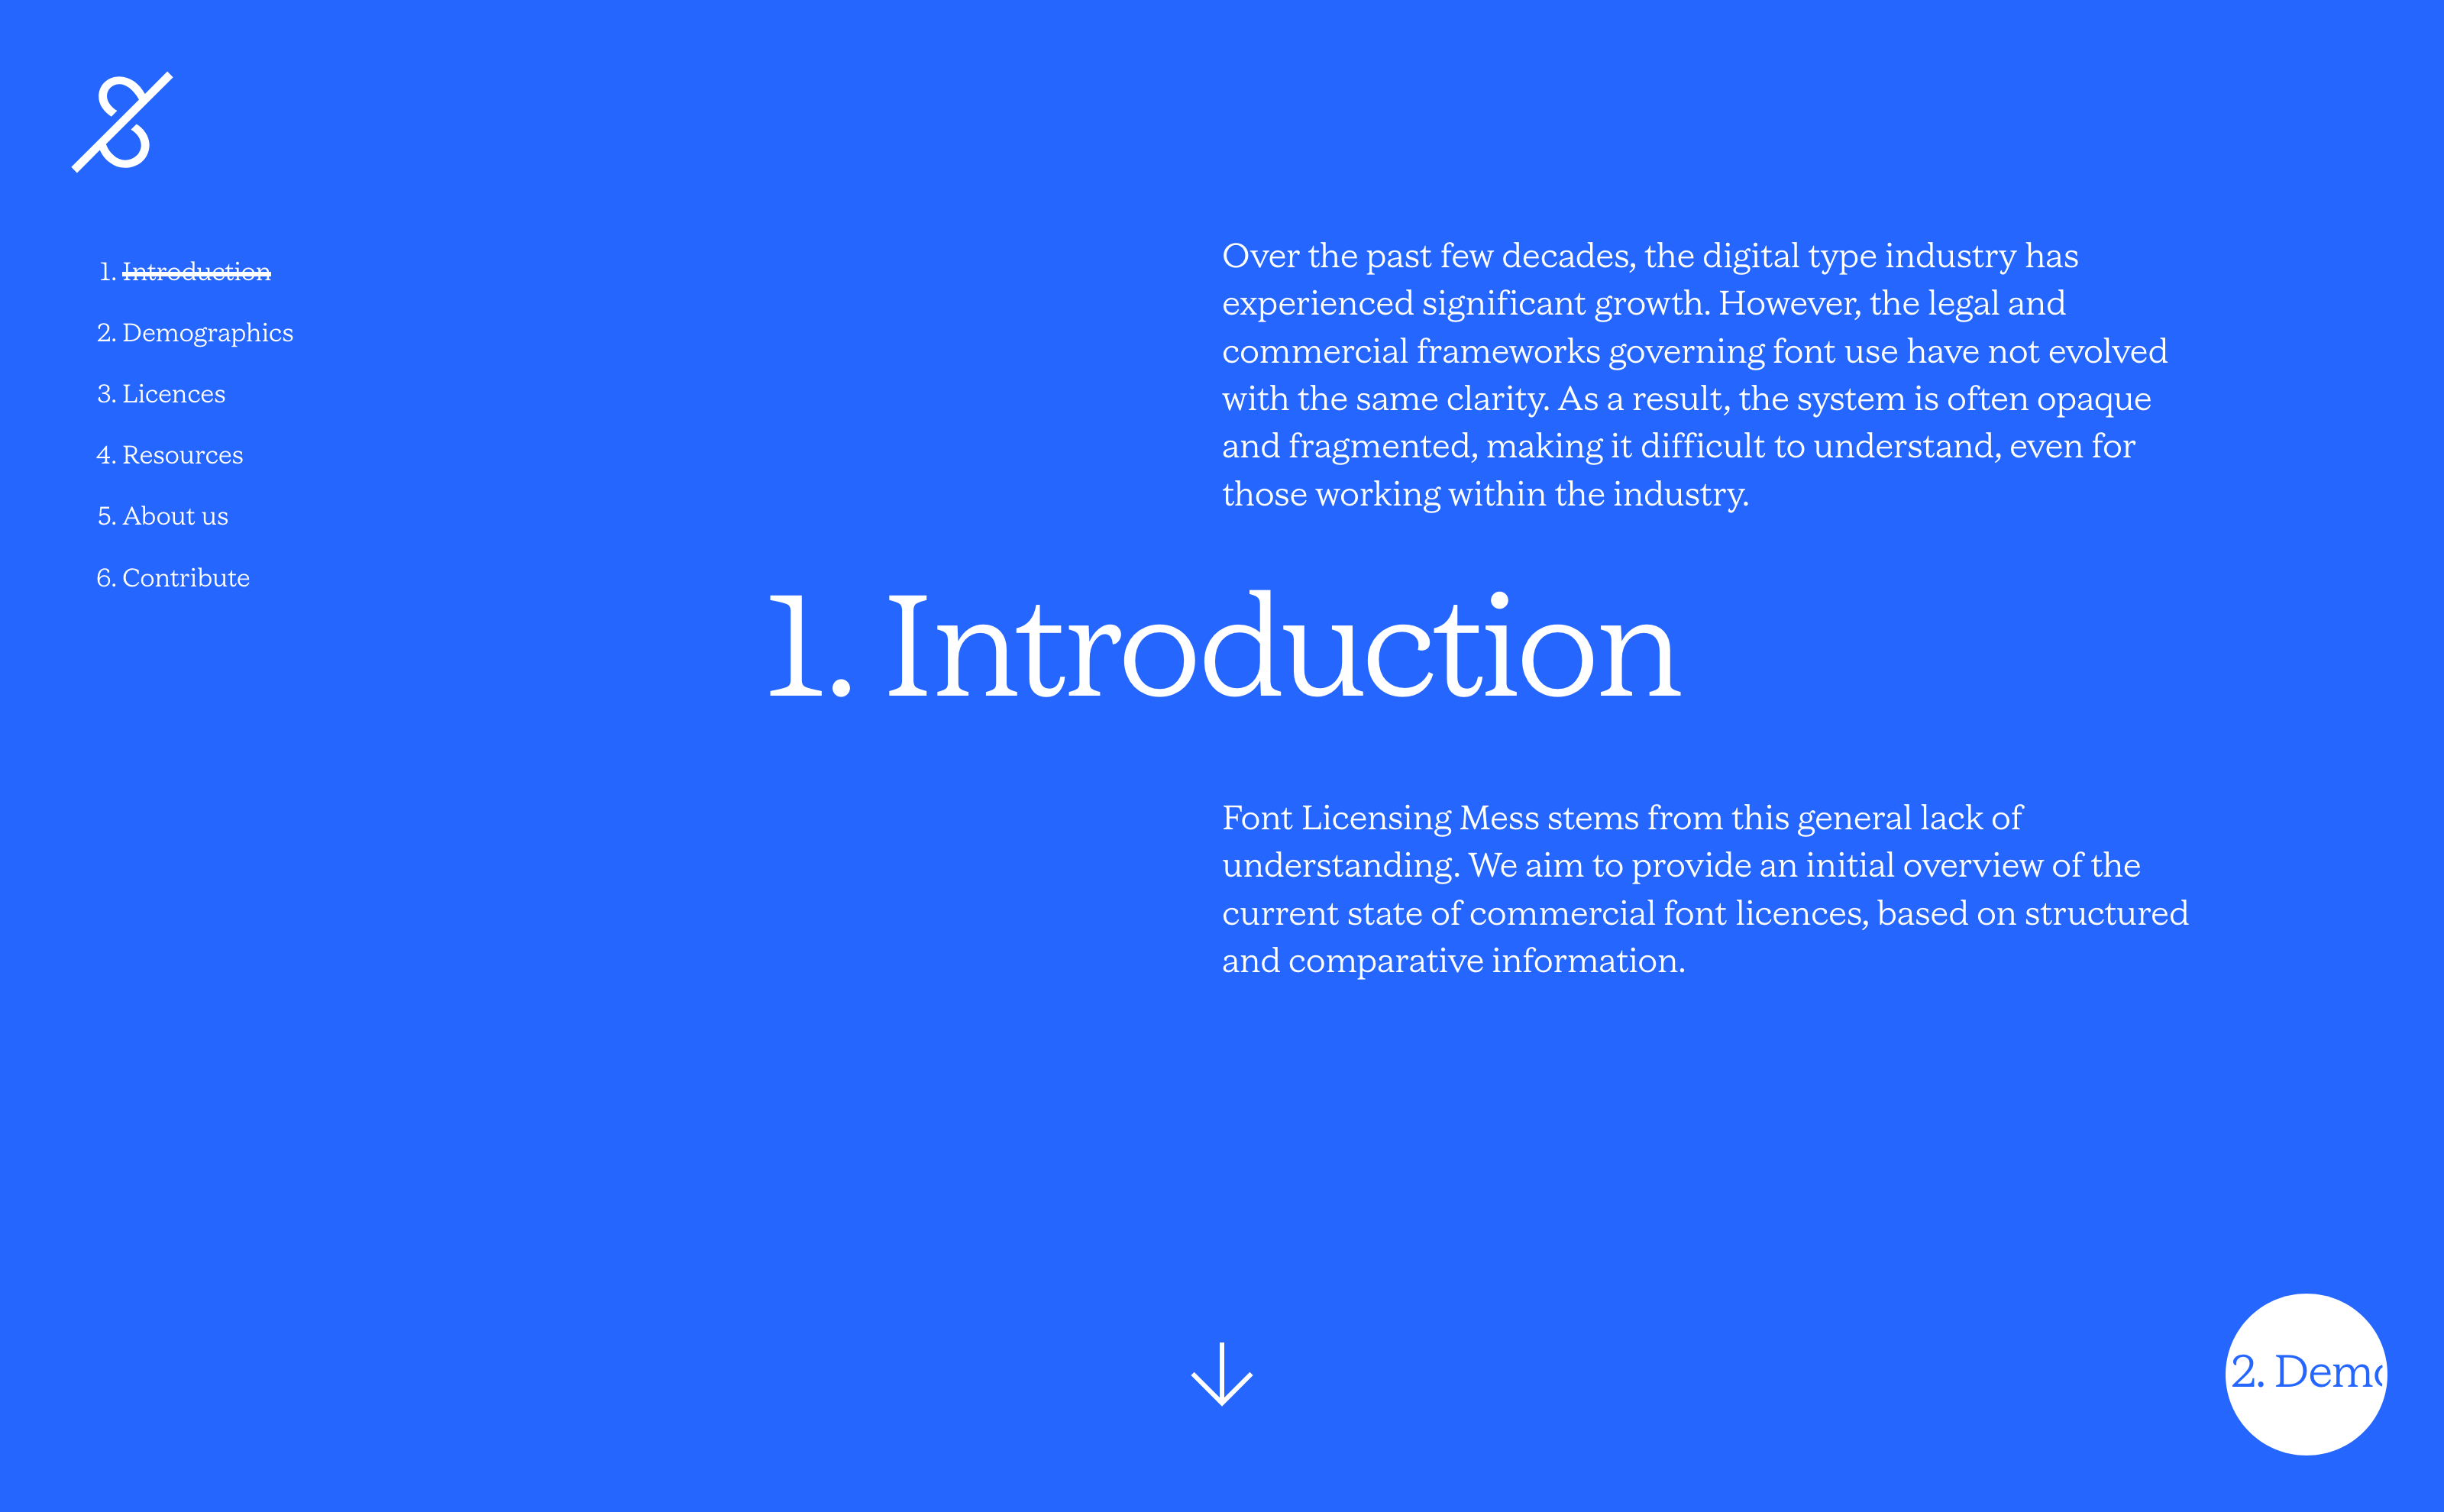 1. Introduction
2. Demographics
3. Licences
4. Resources
5. About us
6. Contribute
Over the past few decades, the digital type industry has
experienced significant growth. However, the legal and
commercial frameworks governing font use have not evolved
with the same clarity. As a result, the system is often opaque
and fragmented, making it difficult to understand, even for
those working within the industry.
1. Introduction
Font Licensing Mess stems from this general lack of
understanding. We aim to provide an initial overview of the
current state of commercial font licences, based on structured
and comparative information.
2. Demo